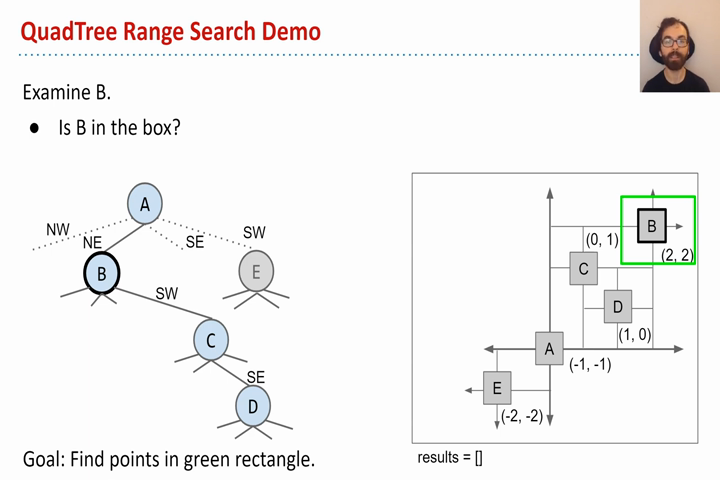 QuadTree Range Search Demo
Examine B.
● Is B in the box?
A
NW
NE
SE
SW
B
E
SW
C
SE
D
Goal: Find points in green rectangle.
B
(0, 1)
(2, 2)
C
D
(1, 0)
A
(-1, -1)
E
(-2, -2)
results = []